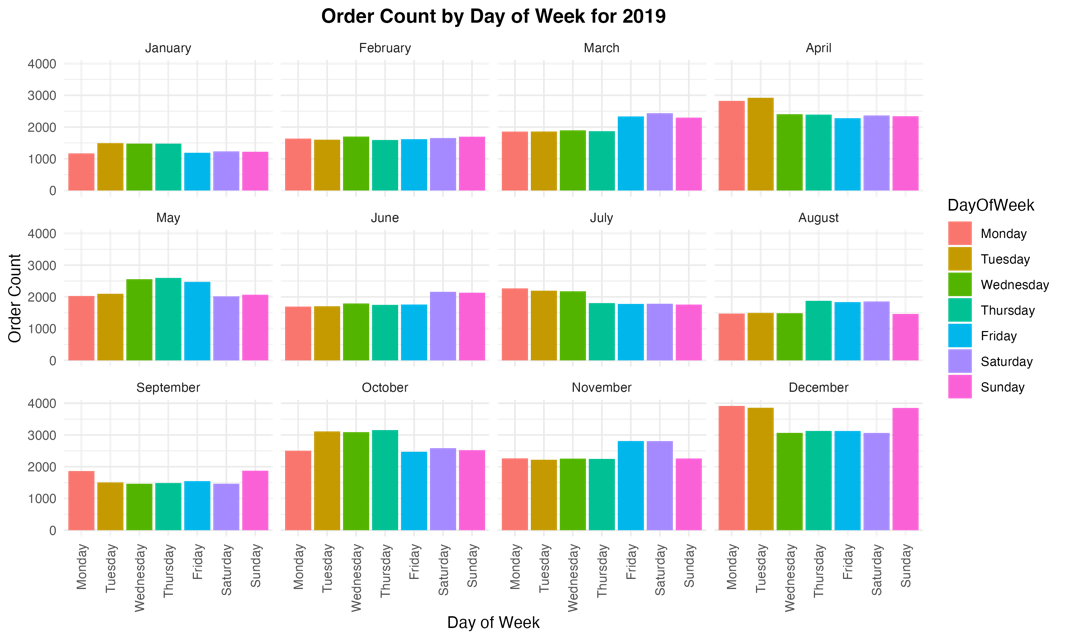 Order Count by Day of Week for 2019
January February March April
4000
3000
2000
1000
0
May June July August
4000
3000
2000
1000
0
September October November December
4000
3000
2000
1000
0
Order Count
Monday Tuesday Wednesday Thursday Friday Saturday Sunday Monday Tuesday Wednesday Thursday Friday Saturday Sunday Monday Tuesday Wednesday Thursday Friday Saturday Sunday Monday Tuesday Wednesday Thursday Friday Saturday Sunday
Day of Week
DayOfWeek
Monday
Tuesday
Wednesday
Thursday
Friday
Saturday
Sunday